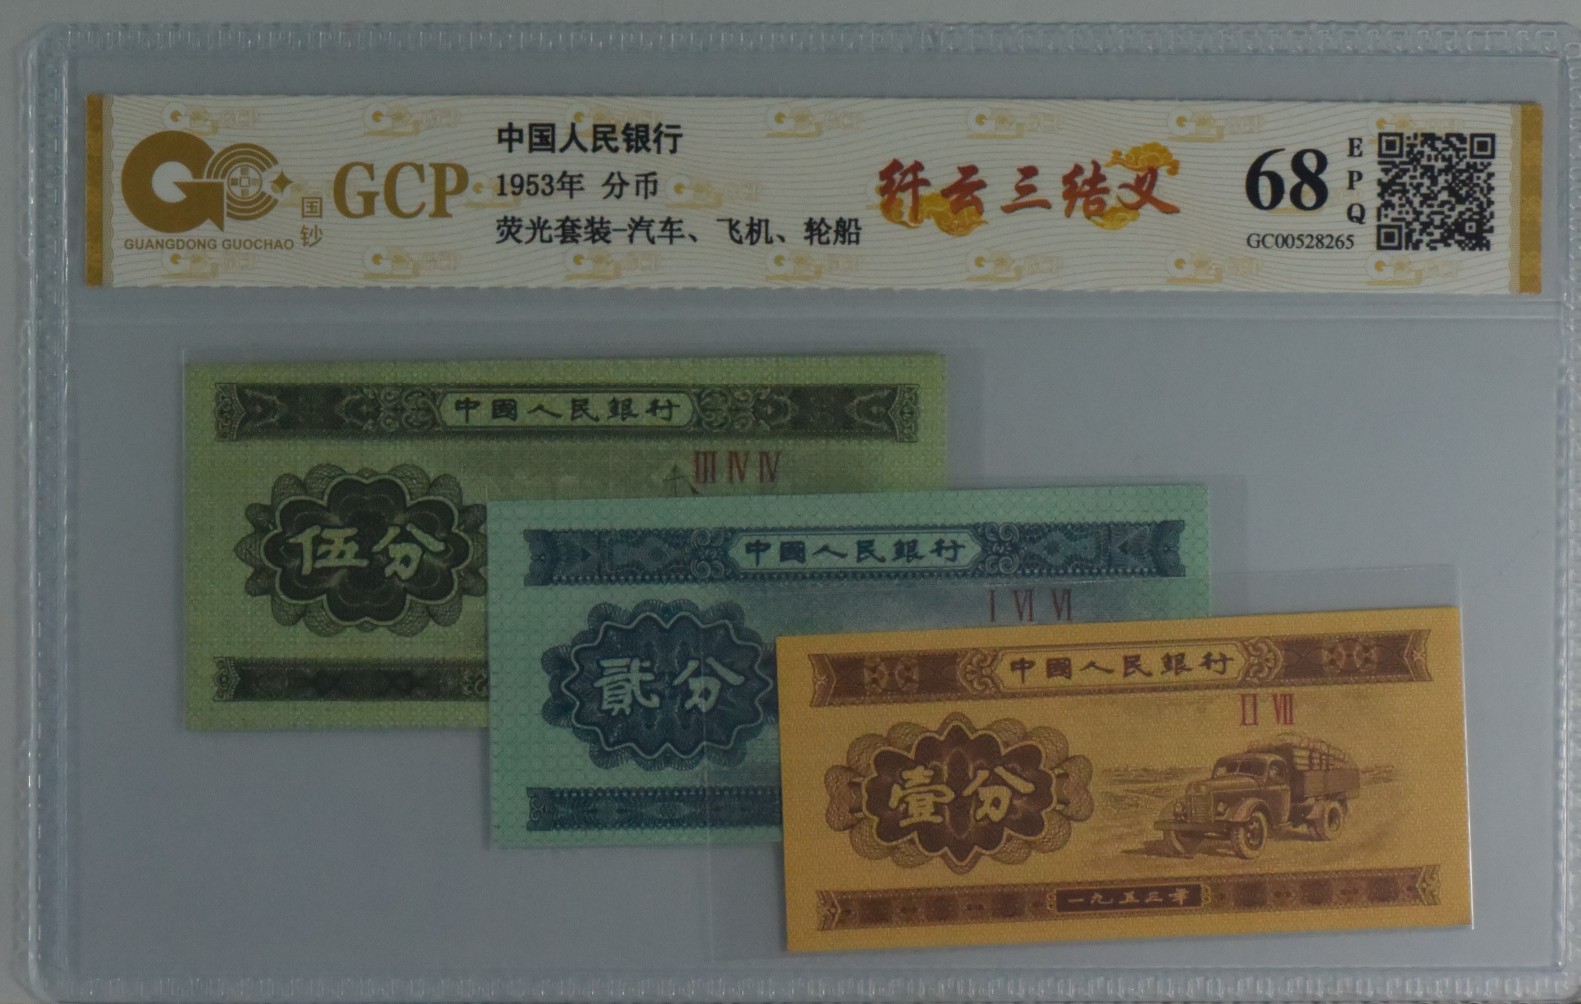 GUANGDONG GUOCHAO
国钞
GCP
中国人民银行
1953年 分币
荧光套装-汽车、飞机、轮船
纤云三结义
68
EPQ
GC00528265
中國人民銀行
III IV IV
伍分
中國人民銀行
I VI VI
貳分
中國人民銀行
II VII
壹分
一九五三年